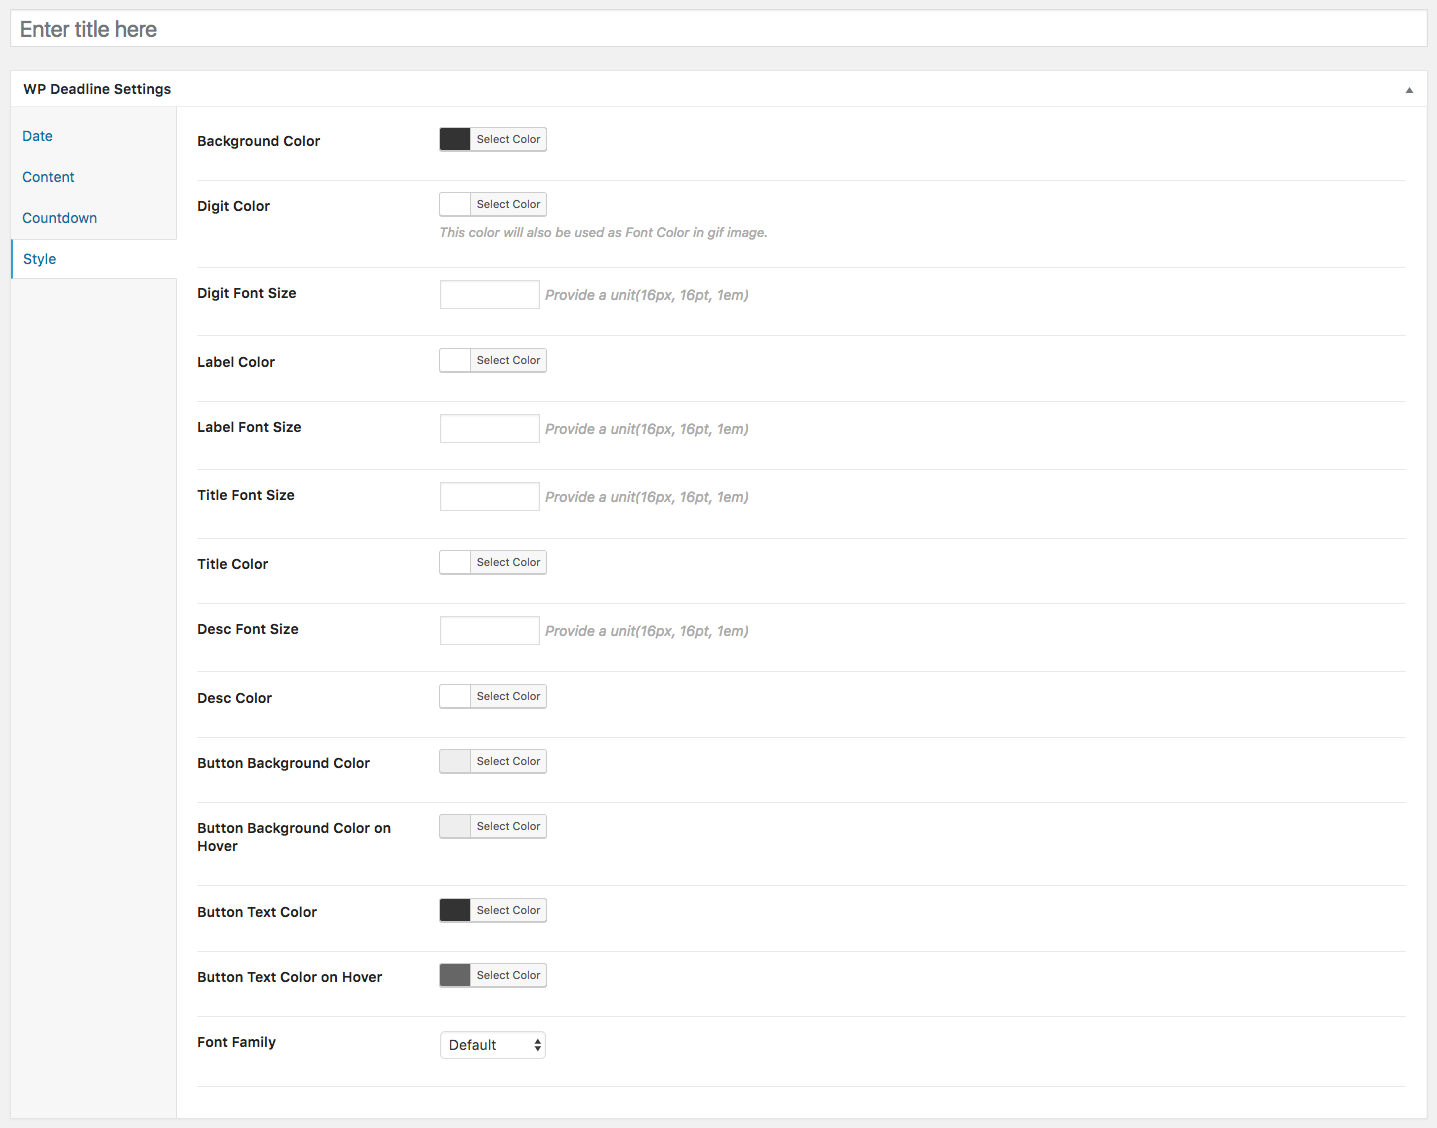 Enter title here
WP Deadline Settings
Date
Content
Countdown
Style
Background Color
Select Color
Digit Color
Select Color
This color will also be used as Font Color in gif image.
Digit Font Size
Provide a unit(16px, 16pt, 1em)
Label Color
Select Color
Label Font Size
Provide a unit(16px, 16pt, 1em)
Title Font Size
Provide a unit(16px, 16pt, 1em)
Title Color
Select Color
Desc Font Size
Provide a unit(16px, 16pt, 1em)
Desc Color
Select Color
Button Background Color
Select Color
Button Background Color on
Hover
Select Color
Button Text Color
Select Color
Button Text Color on Hover
Select Color
Font Family
Default